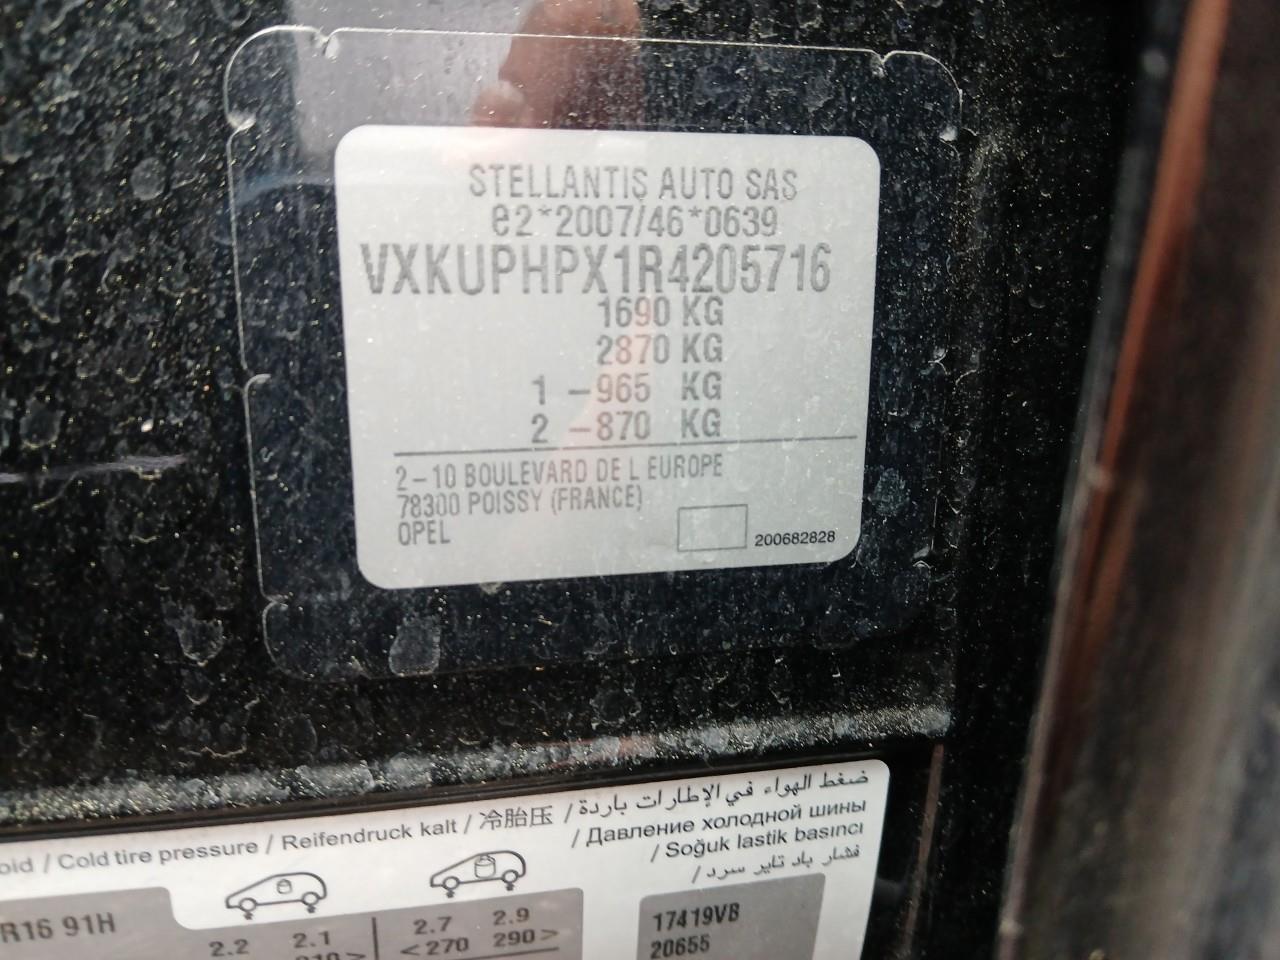 STELLANTIS AUTO SAS
e2*2007/46*0639
VXKUPHPX1R4205716
1690 KG
2870 KG
1 -965 KG
2 -870 KG
2-10 BOULEVARD DE L EUROPE
78300 POISSY (FRANCE)
OPEL
200682828
/ Cold tire pressure / Reifendruck kalt / 冷胎压 / ضغط الهواء في الإطارات باردة
/ Давление холодной шины
/ Soğuk lastik basıncı
/ فشار باد تایر سرد
R16 91H
2.2 2.1 2.7 2.9
<270 290>
17419VB
20655